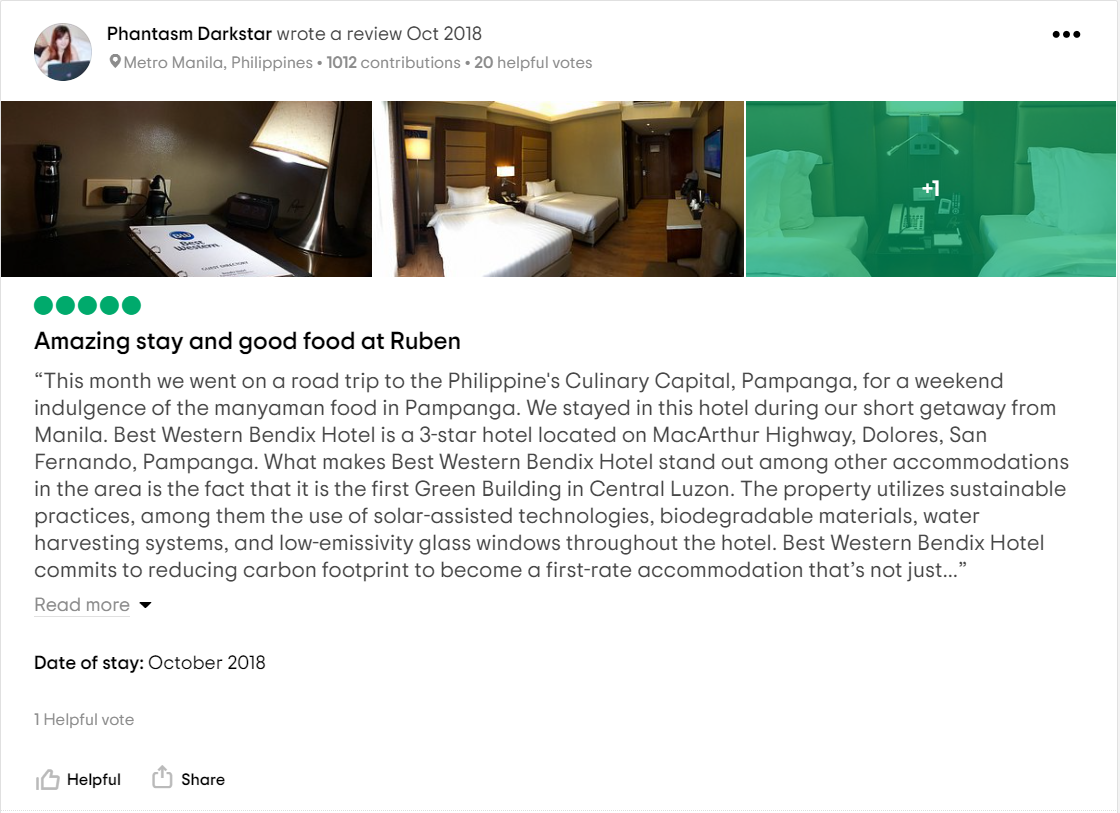 Phantasm Darkstar wrote a review Oct 2018
Metro Manila, Philippines • 1012 contributions • 20 helpful votes
BW
Best
Western
GUEST DIRECTORY
+1
Amazing stay and good food at Ruben
“This month we went on a road trip to the Philippine's Culinary Capital, Pampanga, for a weekend
indulgence of the manyaman food in Pampanga. We stayed in this hotel during our short getaway from
Manila. Best Western Bendix Hotel is a 3-star hotel located on MacArthur Highway, Dolores, San
Fernando, Pampanga. What makes Best Western Bendix Hotel stand out among other accommodations
in the area is the fact that it is the first Green Building in Central Luzon. The property utilizes sustainable
practices, among them the use of solar-assisted technologies, biodegradable materials, water
harvesting systems, and low-emissivity glass windows throughout the hotel. Best Western Bendix Hotel
commits to reducing carbon footprint to become a first-rate accommodation that’s not just...”
Read more
Date of stay: October 2018
1 Helpful vote
Helpful
Share